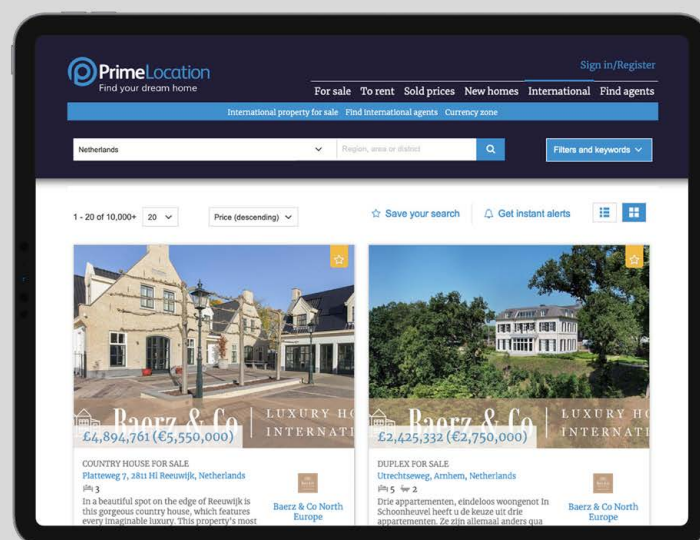 PrimeLocation
Find your dream home
Sign in/Register
For sale To rent Sold prices New homes International Find agents
International property for sale Find international agents Currency zone
Netherlands
Region, area or district
Filters and keywords
1 - 20 of 10,000+
20
Price (descending)
Save your search
Get instant alerts
Baerz & Co
LUXURY HO
INTERNATI
£4,894,761 (€5,550,000)
COUNTRY HOUSE FOR SALE
Platteweg 7, 2811 Hl Reeuwijk, Netherlands
3
In a beautiful spot on the edge of Reeuwijk is
this gorgeous country house, which features
every imaginable luxury. This property's most
Baerz & Co North
Europe
Baerz & Co
LUXURY HO
INTERNATI
£2,425,332 (€2,750,000)
DUPLEX FOR SALE
Utrechtseweg, Arnhem, Netherlands
5 2
Drie appartementen, eindeloos woongenot In
Schoonheuvel heeft u de keuze uit drie
appartementen. Ze zijn allemaal anders qua
Baerz & Co North
Europe